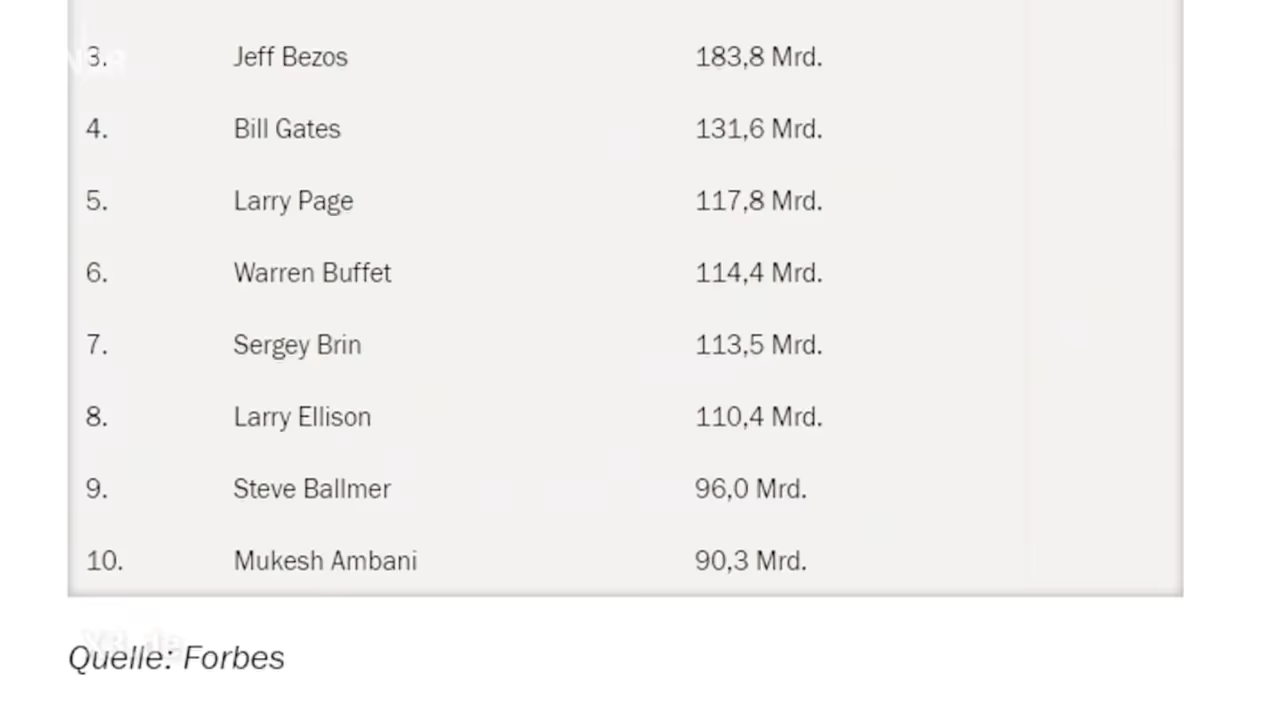 3. Jeff Bezos 183,8 Mrd.
4. Bill Gates 131,6 Mrd.
5. Larry Page 117,8 Mrd.
6. Warren Buffet 114,4 Mrd.
7. Sergey Brin 113,5 Mrd.
8. Larry Ellison 110,4 Mrd.
9. Steve Ballmer 96,0 Mrd.
10. Mukesh Ambani 90,3 Mrd.
Quelle: Forbes